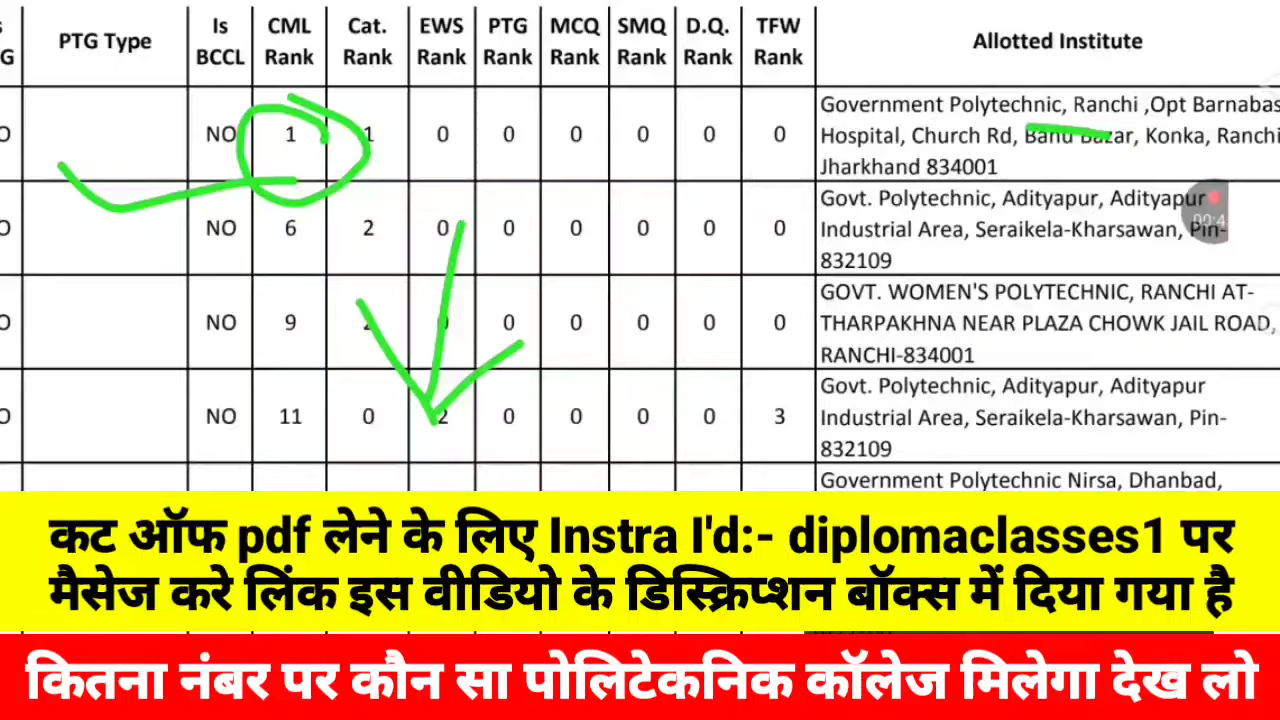 s Is CML Cat. EWS PTG MCQ SMQ D.Q. TFW
G PTG Type BCCL Rank Rank Rank Rank Rank Rank Rank Rank Allotted Institute
O NO 1 1 0 0 0 0 0 0 Government Polytechnic, Ranchi ,Opt Barnabas
Hospital, Church Rd, Bahu Bazar, Konka, Ranchi
Jharkhand 834001
O NO 6 2 0 0 0 0 0 0 Govt. Polytechnic, Adityapur, Adityapur
Industrial Area, Seraikela-Kharsawan, Pin-
832109
O NO 9 0 0 0 0 0 GOVT. WOMEN'S POLYTECHNIC, RANCHI AT-
THARPAKHNA NEAR PLAZA CHOWK JAIL ROAD,
RANCHI-834001
O NO 11 0 2 0 0 0 0 3 Govt. Polytechnic, Adityapur, Adityapur
Industrial Area, Seraikela-Kharsawan, Pin-
832109
Government Polytechnic Nirsa, Dhanbad,
कट ऑफ pdf लेने के लिए Instra I'd:- diplomaclasses1 पर
मैसेज करे लिंक इस वीडियो के डिस्क्रिप्शन बॉक्स में दिया गया है
कितना नंबर पर कौन सा पोलिटेकनिक कॉलेज मिलेगा देख लो